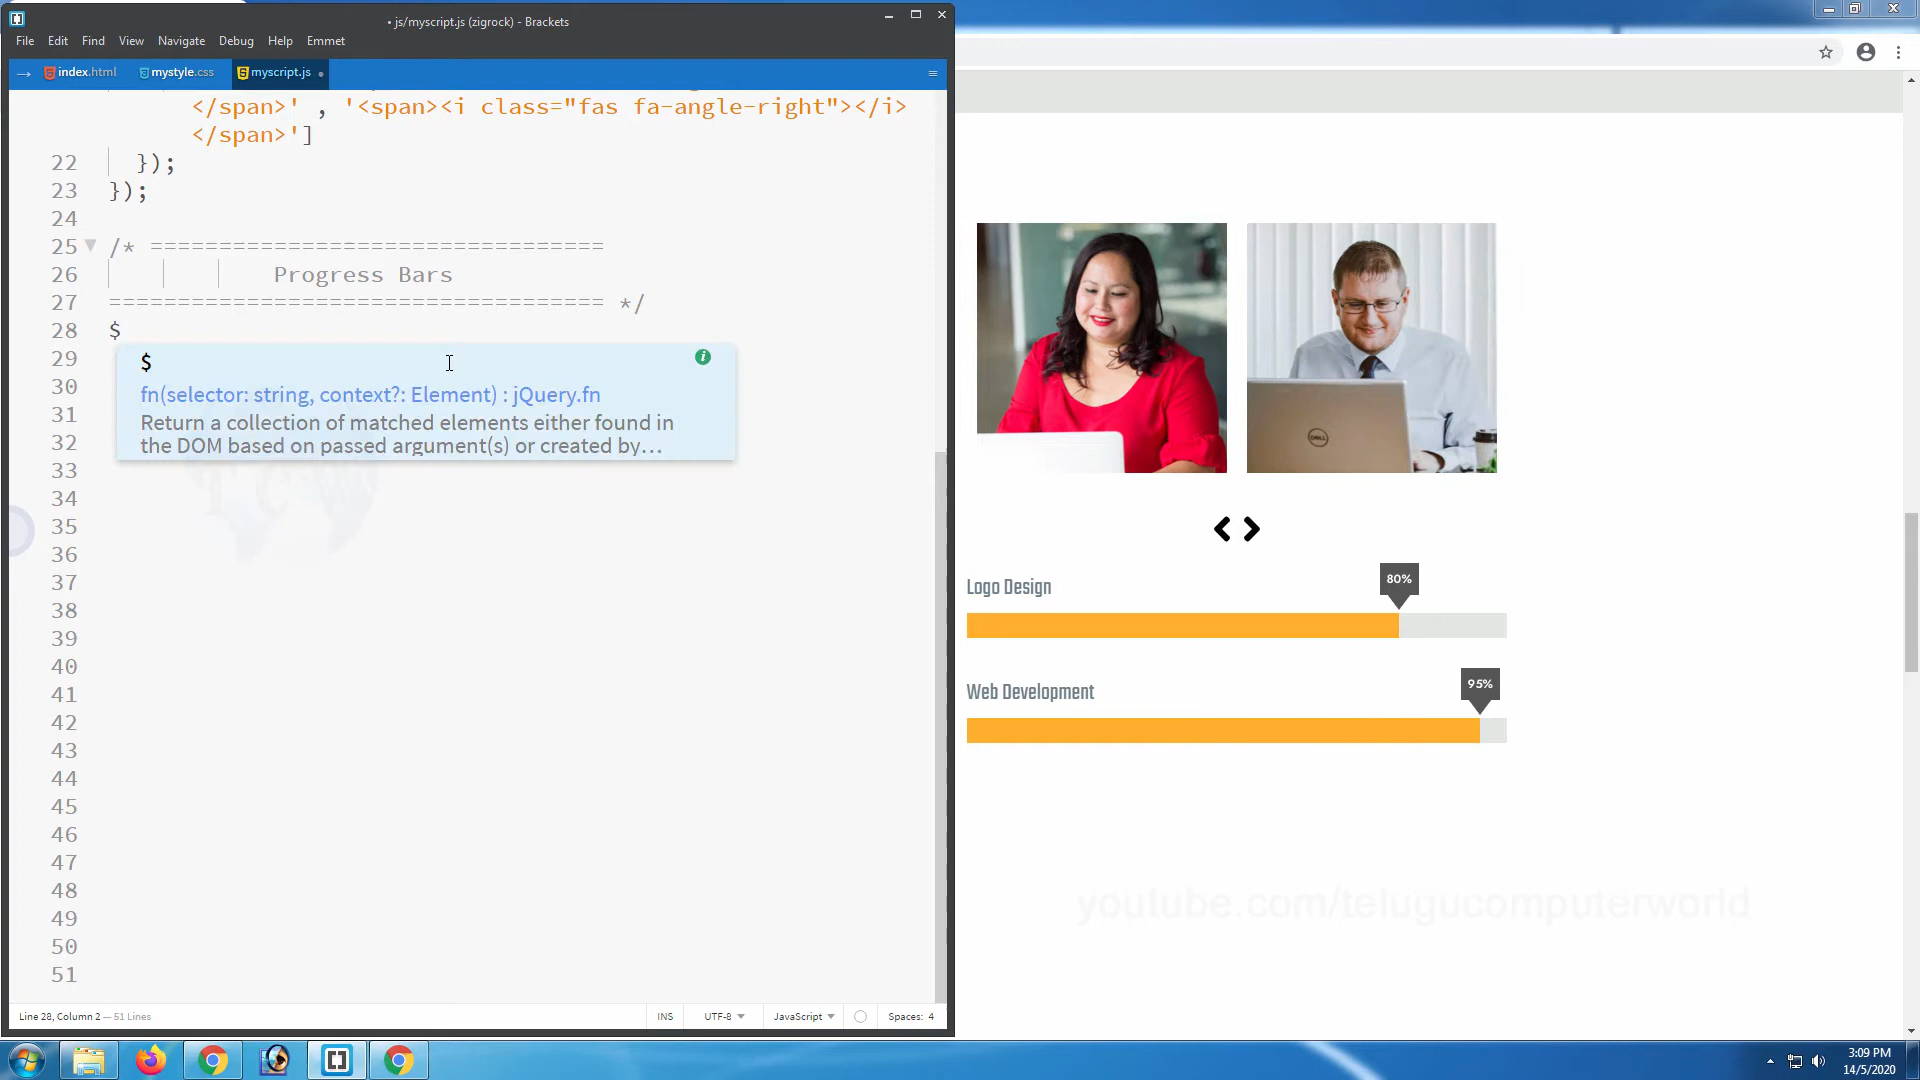 js/myscript.js (zigrock) - Brackets
File Edit Find View Navigate Debug Help Emmet
index.html mystyle.css myscript.js
</span>' , '<span><i class="fas fa-angle-right"></i>
</span>']
22 });
23 });
24
25 /* =================================
26 Progress Bars
27 ==================================== */
28 $
29
30
31
32
33
34
35
36
37
38
39
40
41
42
43
44
45
46
47
48
49
50
51
$
fn(selector: string, context?: Element) : jQuery.fn
Return a collection of matched elements either found in
the DOM based on passed argument(s) or created by…
Line 28, Column 2 — 51 Lines
INS UTF-8 JavaScript Spaces: 4
DELL
Logo Design
80%
Web Development
95%
youtube.com/telugucomputerworld
3:09 PM
14/5/2020